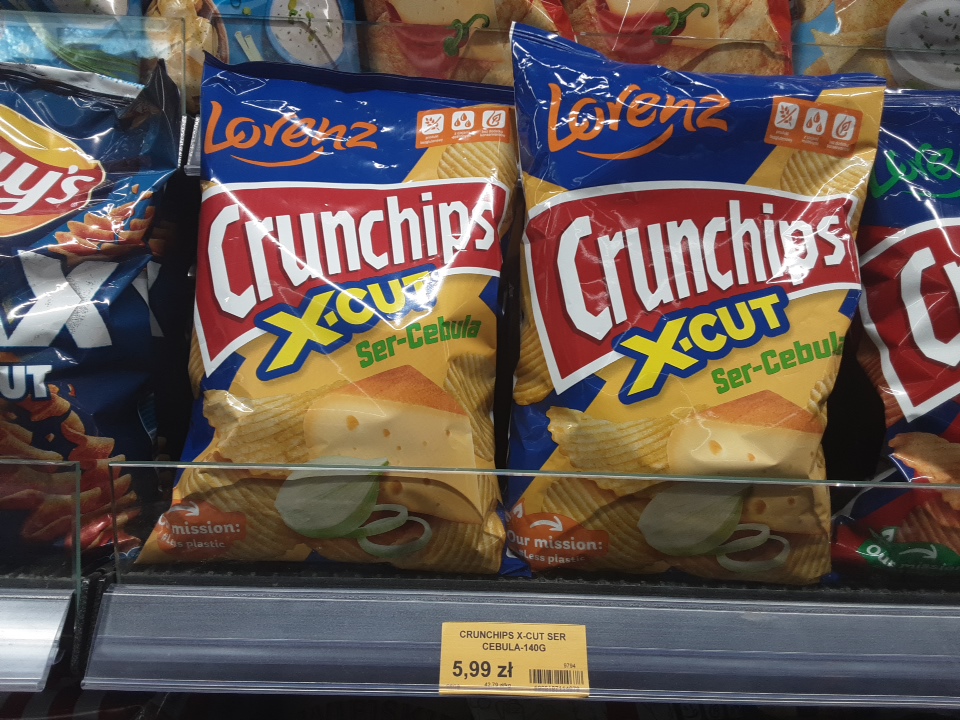 Lorenz
Crunchips
X-CUT
Ser-Cebula
mission:
less plastic
Lorenz
Crunchips
X-CUT
Ser-Cebula
Our mission:
less plastic
CRUNCHIPS X-CUT SER
CEBULA-140G
5,99 zł